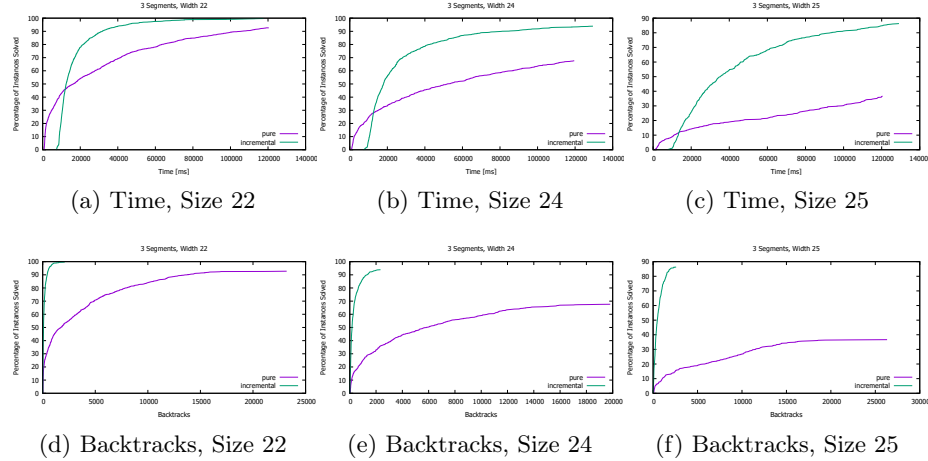 3 Segments, Width 22
Percentage of Instances Solved
100
90
80
70
60
50
40
30
20
10
0
0 20000 40000 60000 80000 100000 120000 140000
Time [ms]
pure
incremental
(a) Time, Size 22
3 Segments, Width 24
Percentage of Instances Solved
100
90
80
70
60
50
40
30
20
10
0
0 20000 40000 60000 80000 100000 120000 140000
Time [ms]
pure
incremental
(b) Time, Size 24
3 Segments, Width 25
Percentage of Instances Solved
90
80
70
60
50
40
30
20
10
0
0 20000 40000 60000 80000 100000 120000 14000
Time [ms]
pure
incremental
(c) Time, Size 25
3 Segments, Width 22
Percentage of Instances Solved
100
90
80
70
60
50
40
30
20
10
0
0 5000 10000 15000 20000 25000
Backtracks
pure
incremental
(d) Backtracks, Size 22
3 Segments, Width 24
Percentage of Instances Solved
100
90
80
70
60
50
40
30
20
10
0
0 2000 4000 6000 8000 10000 12000 14000 16000 18000 20000
Backtracks
pure
incremental
(e) Backtracks, Size 24
3 Segments, Width 25
Percentage of Instances Solved
90
80
70
60
50
40
30
20
10
0
0 5000 10000 15000 20000 25000 30000
Backtracks
pure
incremental
(f) Backtracks, Size 25